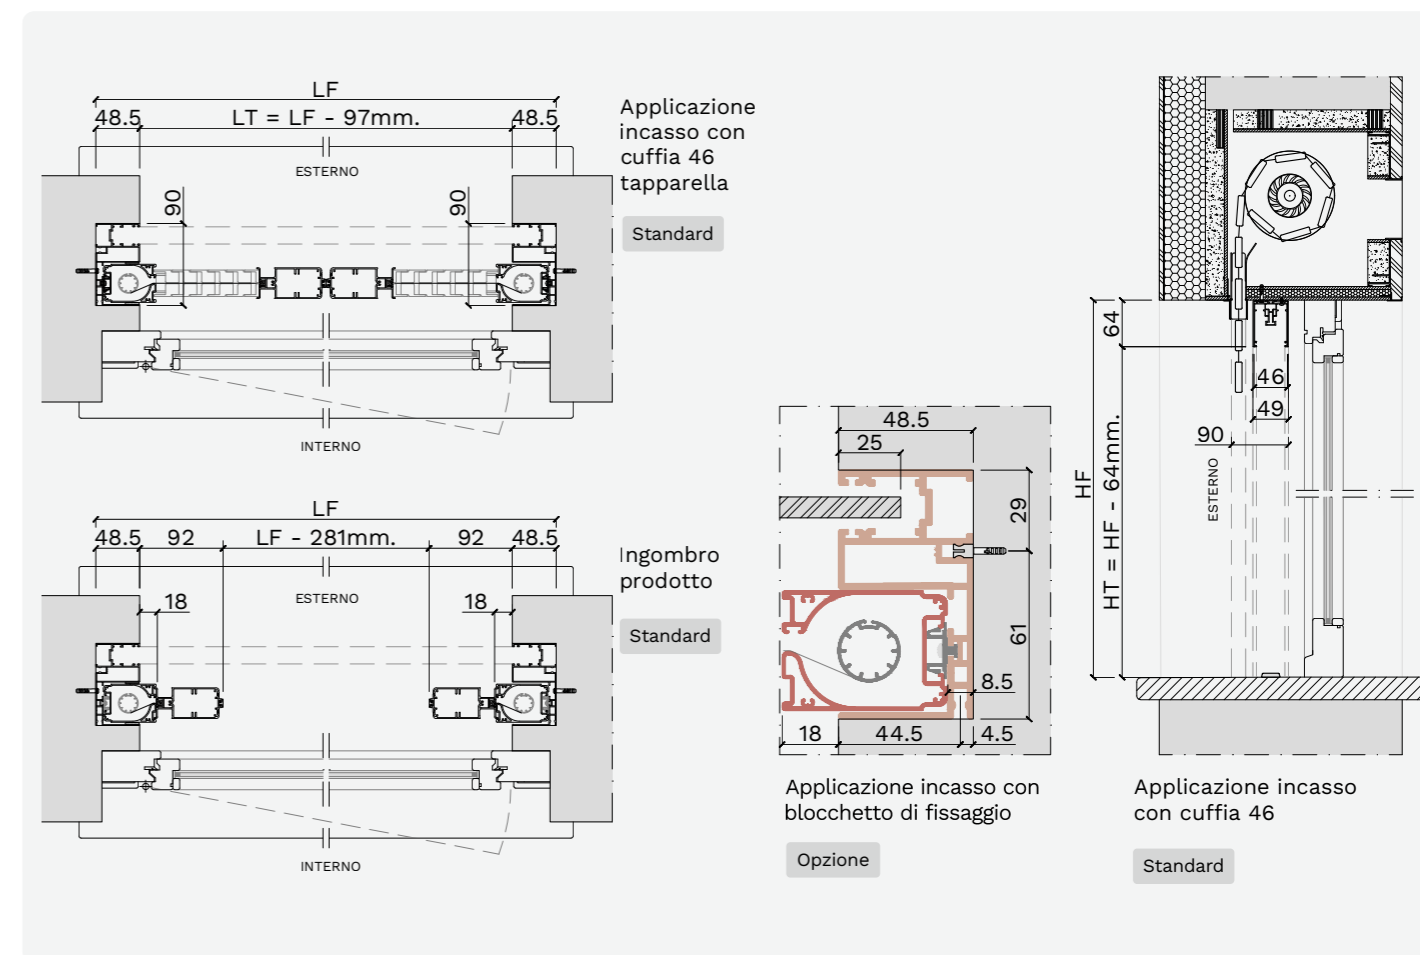 LF
48.5
LT = LF - 97mm.
48.5
ESTERNO
90
90
INTERNO
Applicazione
incasso con
cuffia 46
tapparella
Standard
LF
48.5
92
LF - 281mm.
92
48.5
ESTERNO
18
18
INTERNO
Ingombro
prodotto
Standard
48.5
25
29
61
8.5
18
44.5
4.5
Applicazione incasso con
blocchetto di fissaggio
Opzione
64
46
49
90
ESTERNO
HF
HT = HF - 64mm.
Applicazione incasso
con cuffia 46
Standard